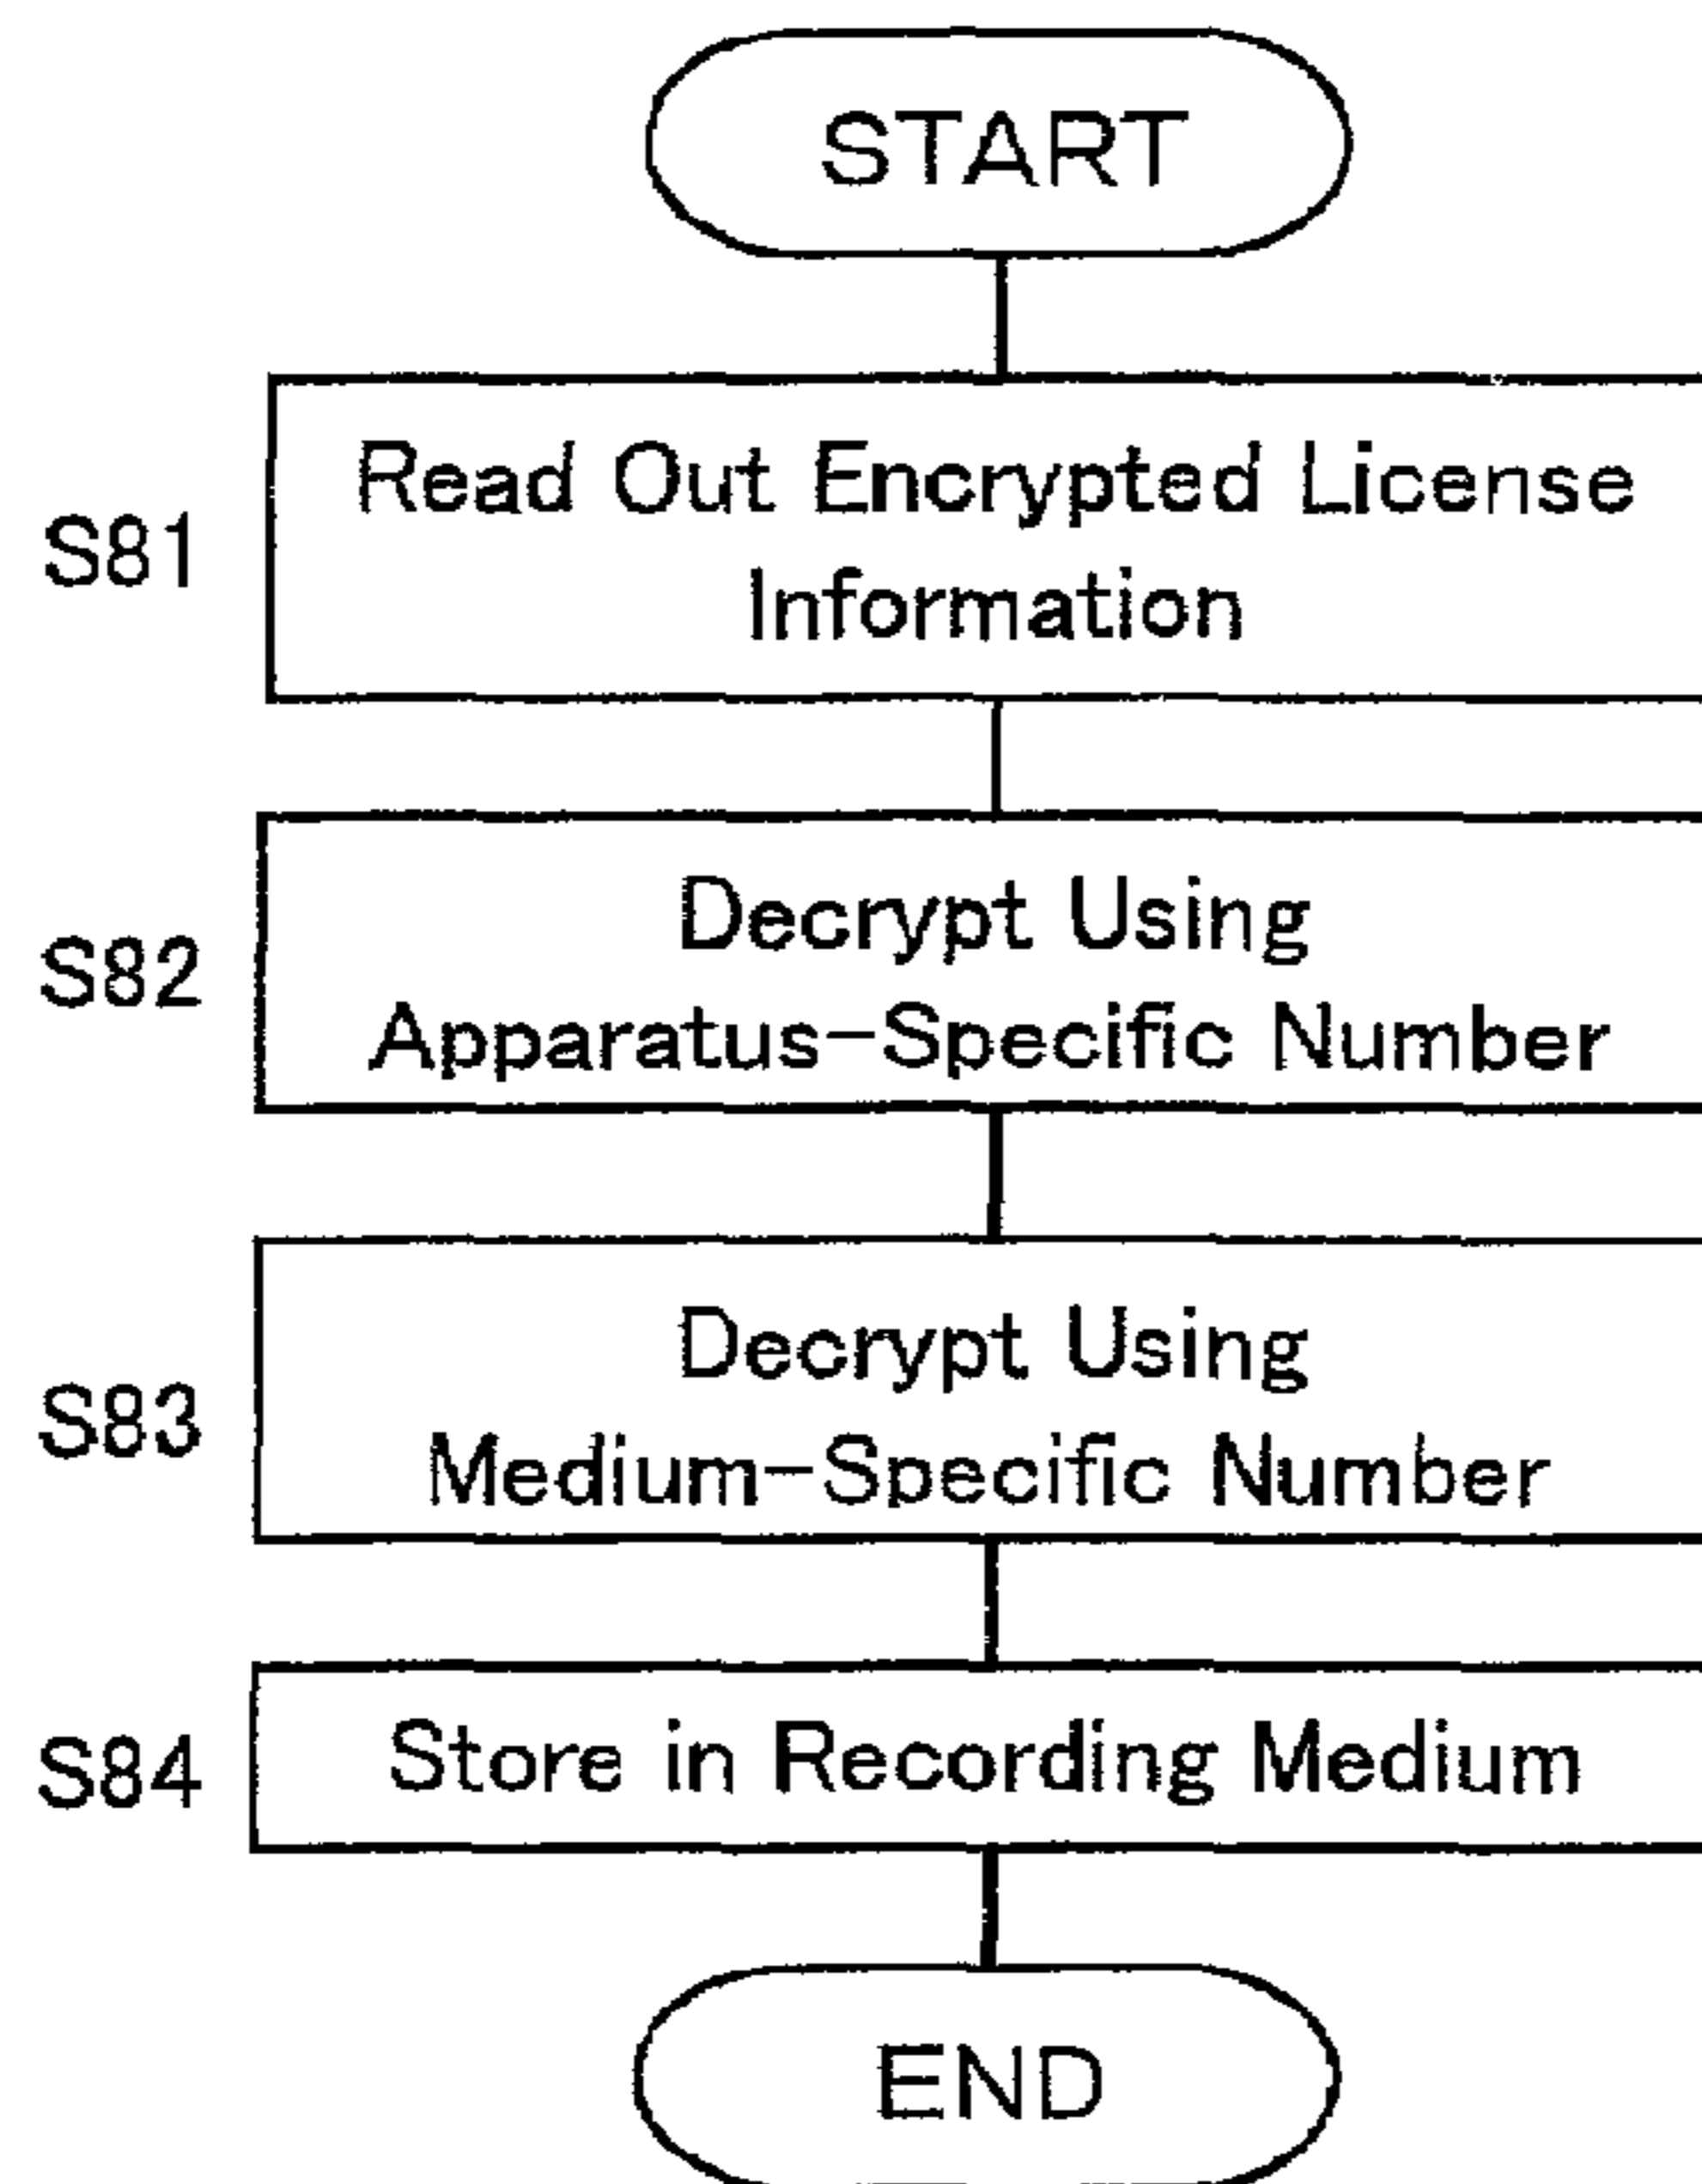 START
S81
Read Out Encrypted License
Information
S82
Decrypt Using
Apparatus-Specific Number
S83
Decrypt Using
Medium-Specific Number
S84
Store in Recording Medium
END